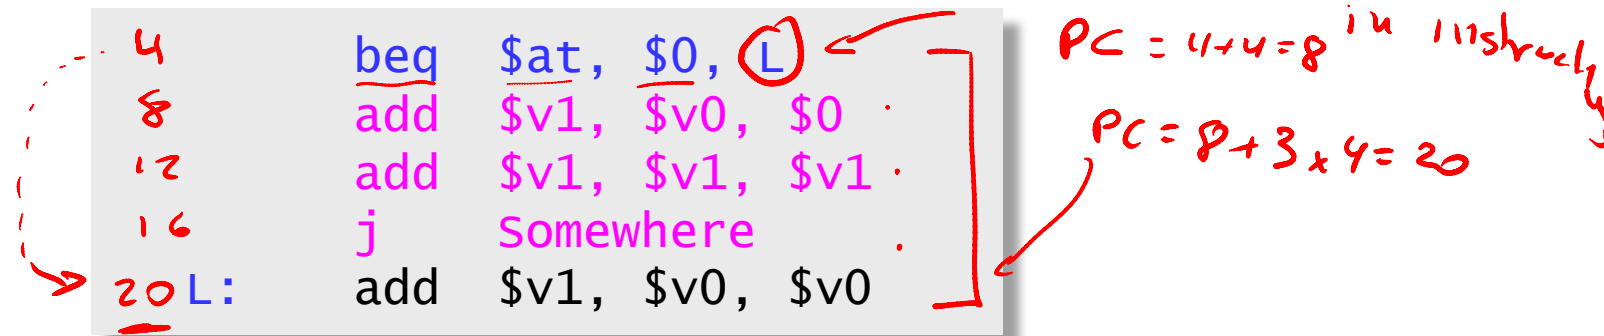 4 beq $at, $0, L
8 add $v1, $v0, $0
12 add $v1, $v1, $v1
16 j Somewhere
20 L: add $v1, $v0, $v0
PC = 4+4=8 in
PC = 8+3x4=20